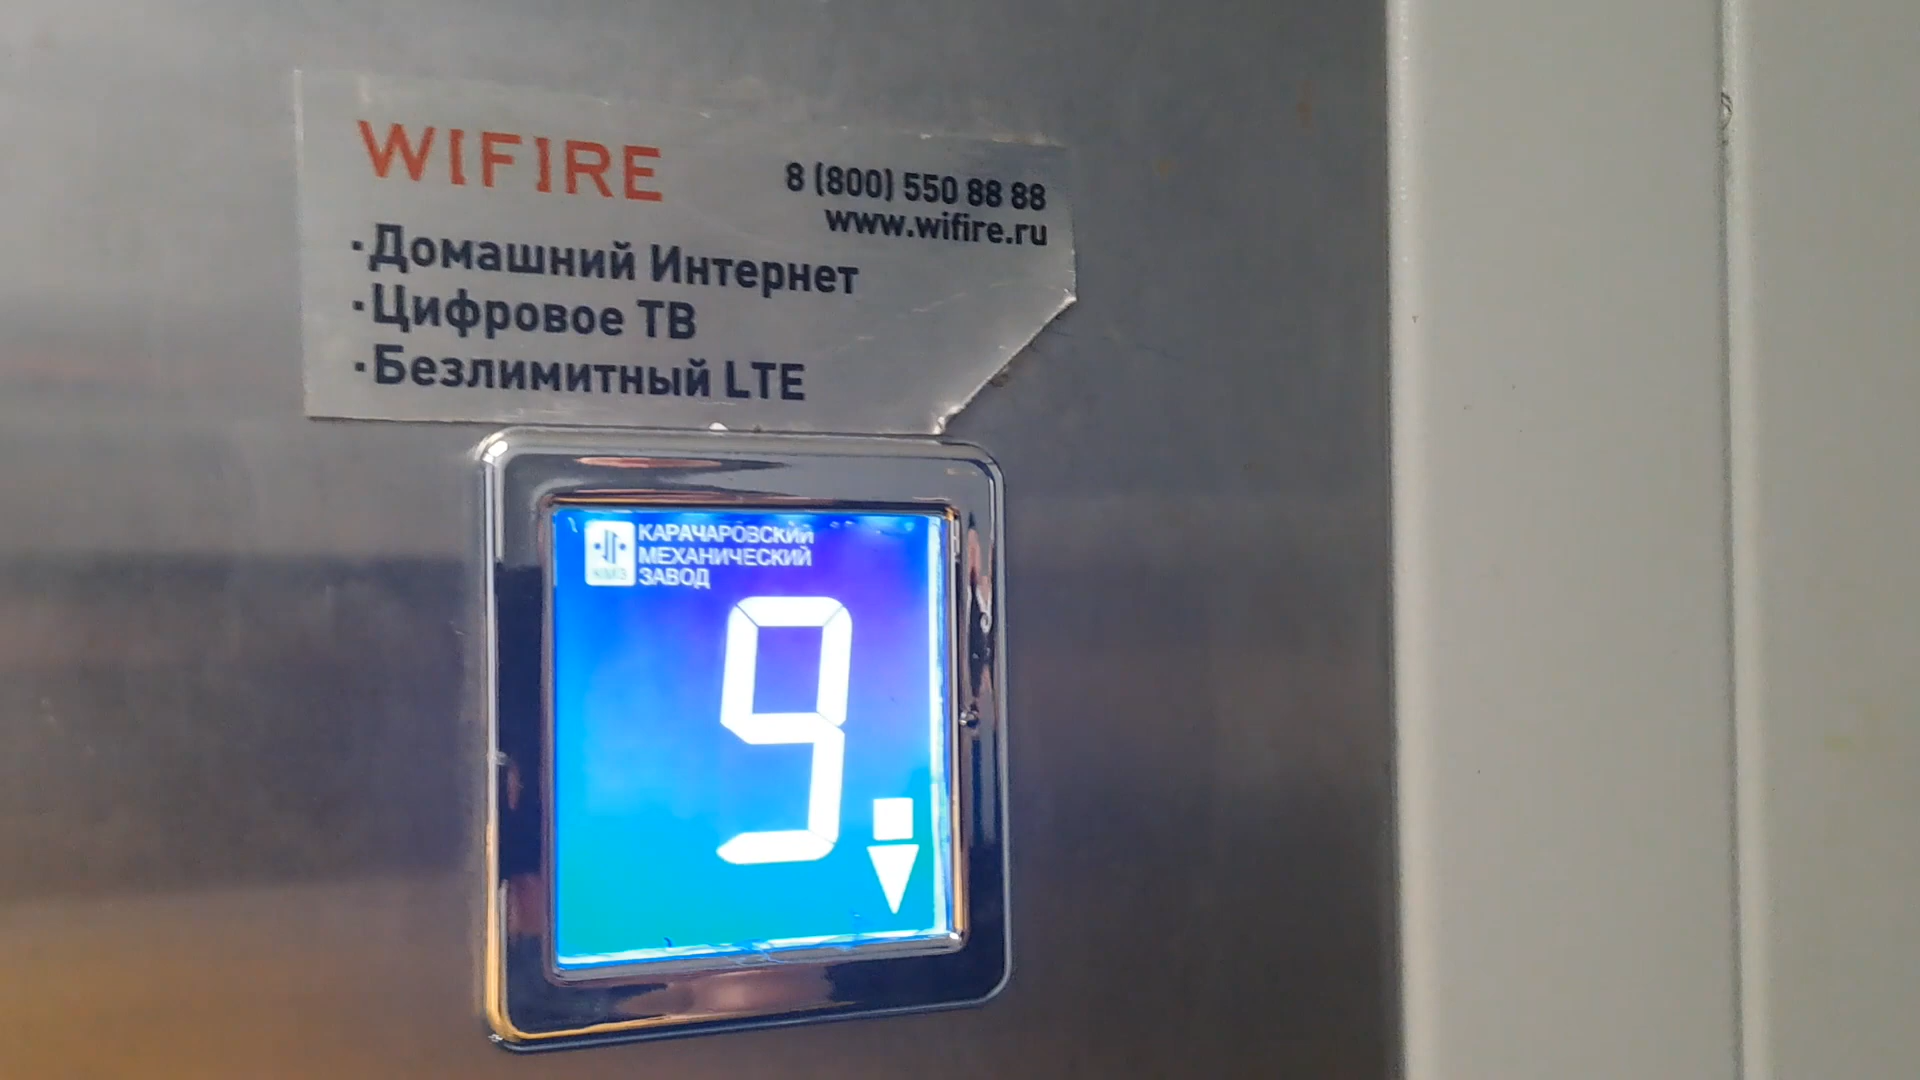 WIFIRE
8 (800) 550 88 88
www.wifire.ru
·Домашний Интернет
·Цифровое ТВ
·Безлимитный LTE
КМЗ
КАРАЧАРОВСКИЙ
МЕХАНИЧЕСКИЙ
ЗАВОД
9